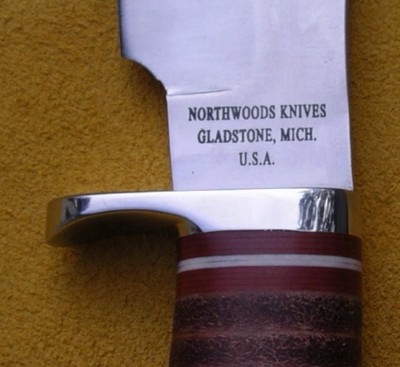 NORTHWOODS KNIVES
GLADSTONE, MICH.
U.S.A.